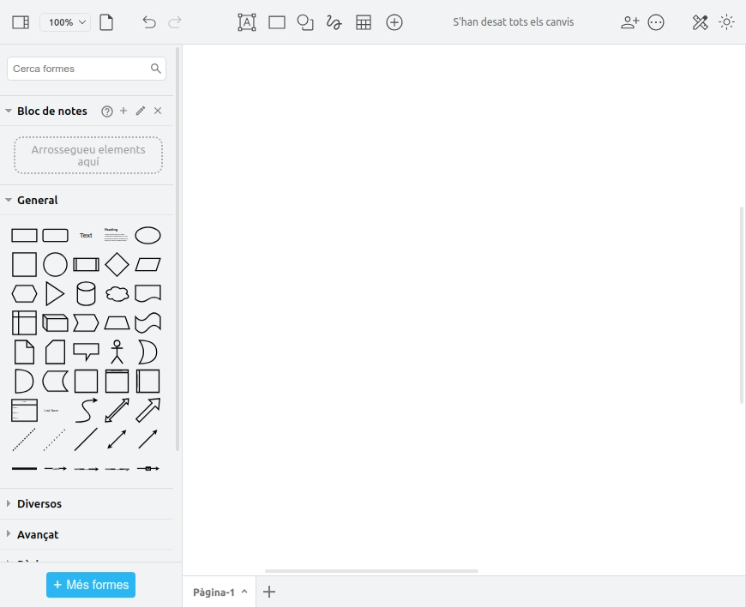 100%
S'han desat tots els canvis
Cerca formes
Bloc de notes
Arrossegueu elements
aquí
General
Text
Heading
Diversos
Avançat
+ Més formes
Pàgina-1